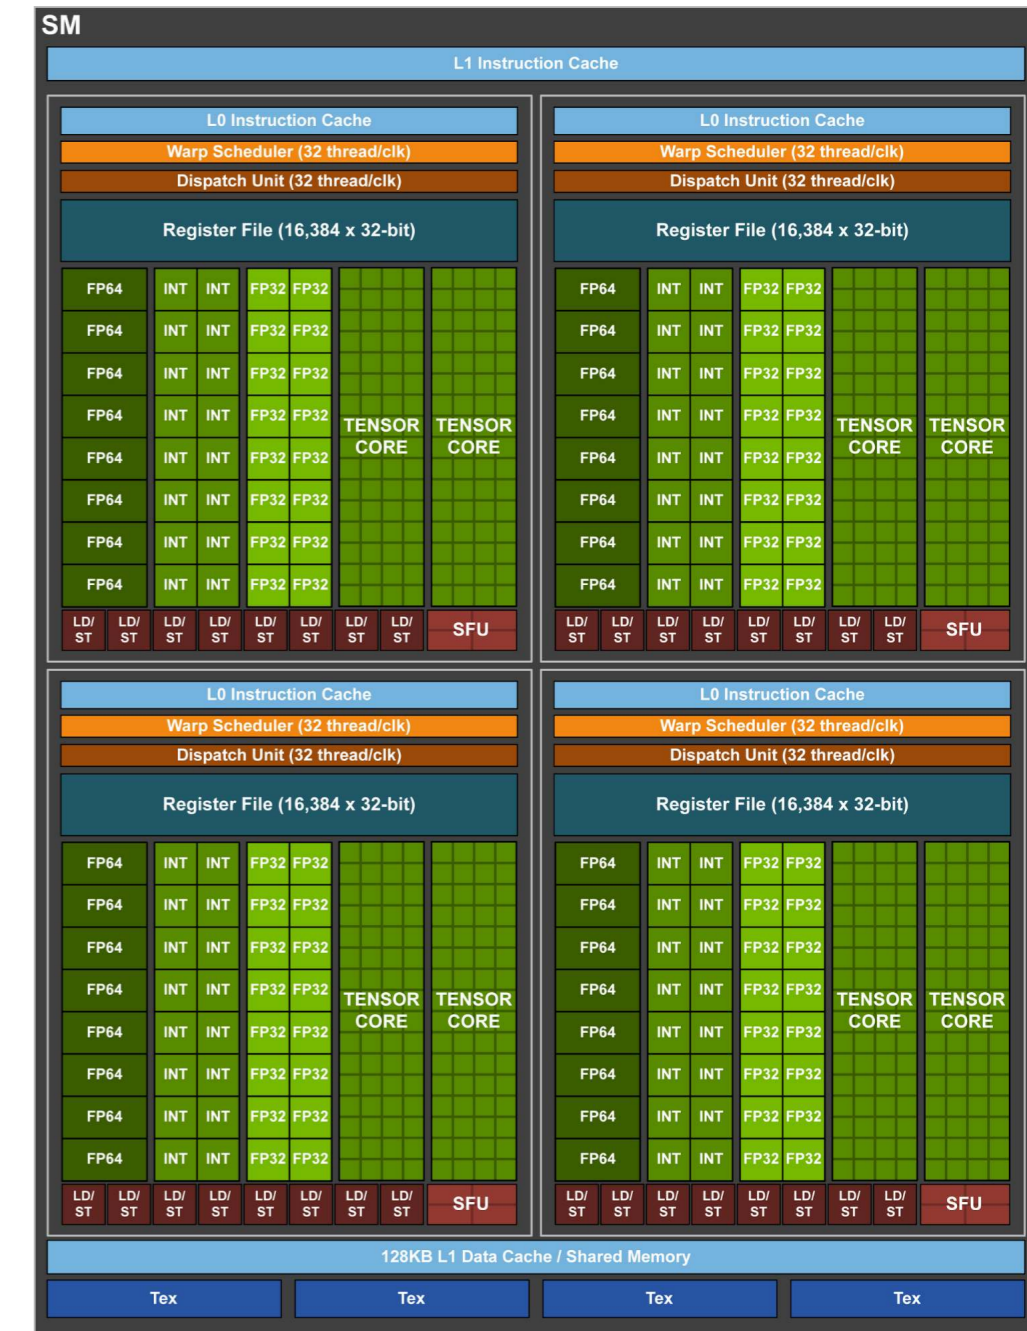 SM
L1 Instruction Cache
L0 Instruction Cache
Warp Scheduler (32 thread/clk)
Dispatch Unit (32 thread/clk)
Register File (16,384 x 32-bit)
FP64 INT INT FP32 FP32
FP64 INT INT FP32 FP32
FP64 INT INT FP32 FP32
FP64 INT INT FP32 FP32
FP64 INT INT FP32 FP32
FP64 INT INT FP32 FP32
FP64 INT INT FP32 FP32
FP64 INT INT FP32 FP32
TENSOR CORE
TENSOR CORE
LD/ST LD/ST LD/ST LD/ST LD/ST LD/ST LD/ST LD/ST SFU
L0 Instruction Cache
Warp Scheduler (32 thread/clk)
Dispatch Unit (32 thread/clk)
Register File (16,384 x 32-bit)
FP64 INT INT FP32 FP32
FP64 INT INT FP32 FP32
FP64 INT INT FP32 FP32
FP64 INT INT FP32 FP32
FP64 INT INT FP32 FP32
FP64 INT INT FP32 FP32
FP64 INT INT FP32 FP32
FP64 INT INT FP32 FP32
TENSOR CORE
TENSOR CORE
LD/ST LD/ST LD/ST LD/ST LD/ST LD/ST LD/ST LD/ST SFU
L0 Instruction Cache
Warp Scheduler (32 thread/clk)
Dispatch Unit (32 thread/clk)
Register File (16,384 x 32-bit)
FP64 INT INT FP32 FP32
FP64 INT INT FP32 FP32
FP64 INT INT FP32 FP32
FP64 INT INT FP32 FP32
FP64 INT INT FP32 FP32
FP64 INT INT FP32 FP32
FP64 INT INT FP32 FP32
FP64 INT INT FP32 FP32
TENSOR CORE
TENSOR CORE
LD/ST LD/ST LD/ST LD/ST LD/ST LD/ST LD/ST LD/ST SFU
L0 Instruction Cache
Warp Scheduler (32 thread/clk)
Dispatch Unit (32 thread/clk)
Register File (16,384 x 32-bit)
FP64 INT INT FP32 FP32
FP64 INT INT FP32 FP32
FP64 INT INT FP32 FP32
FP64 INT INT FP32 FP32
FP64 INT INT FP32 FP32
FP64 INT INT FP32 FP32
FP64 INT INT FP32 FP32
FP64 INT INT FP32 FP32
TENSOR CORE
TENSOR CORE
LD/ST LD/ST LD/ST LD/ST LD/ST LD/ST LD/ST LD/ST SFU
128KB L1 Data Cache / Shared Memory
Tex Tex Tex Tex